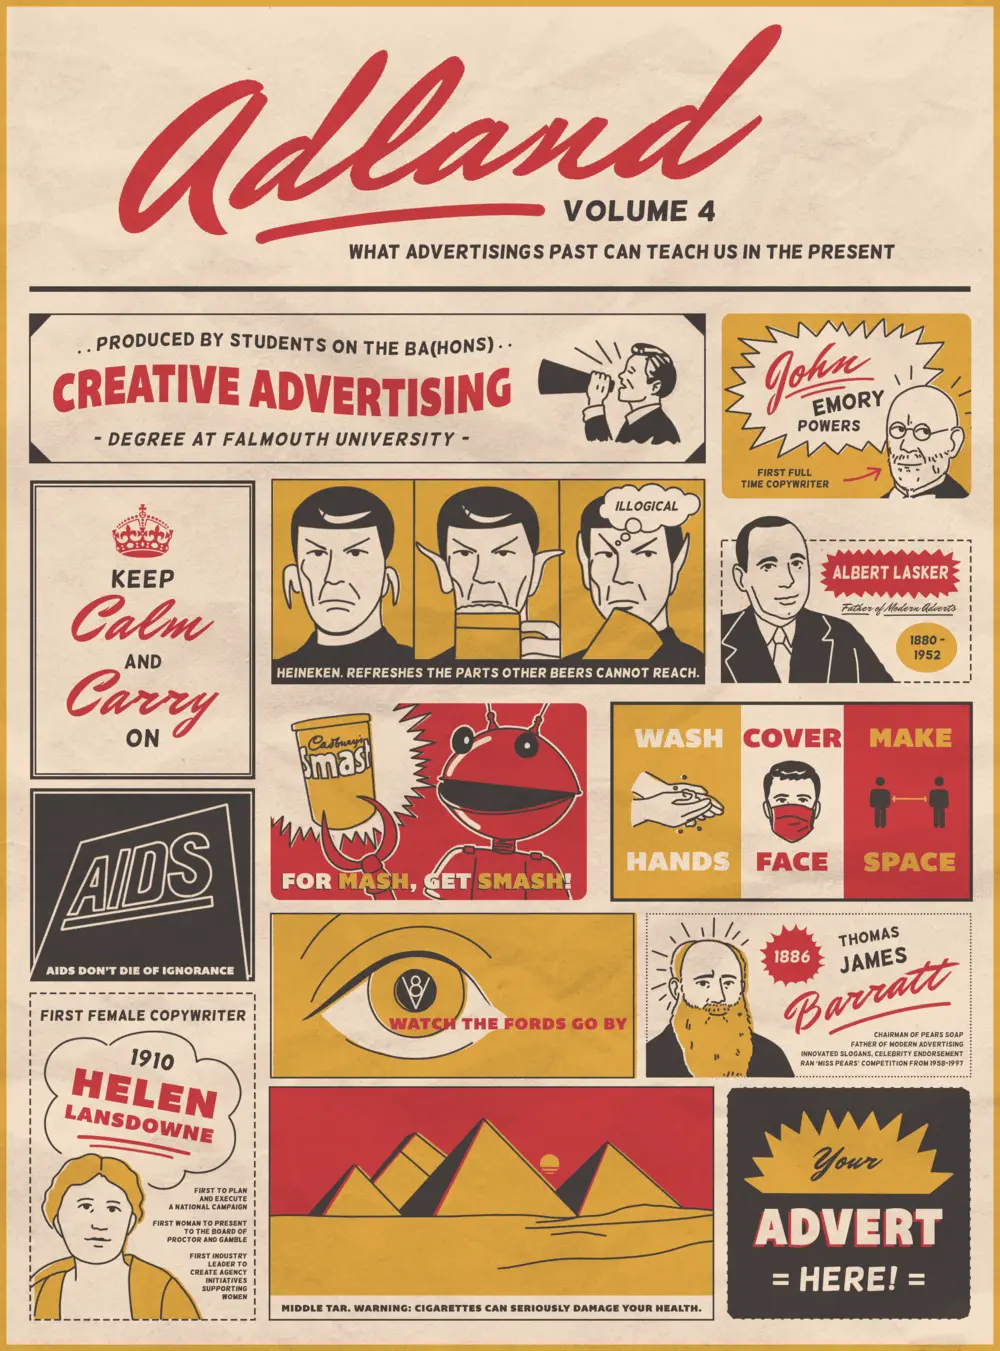 Adland
VOLUME 4
WHAT ADVERTISINGS PAST CAN TEACH US IN THE PRESENT
..PRODUCED BY STUDENTS ON THE BA(HONS)..
CREATIVE ADVERTISING
- DEGREE AT FALMOUTH UNIVERSITY -
John
EMORY
POWERS
FIRST FULL
TIME COPYWRITER
KEEP
Calm
AND
Carry
ON
ILLOGICAL
HEINEKEN. REFRESHES THE PARTS OTHER BEERS CANNOT REACH.
ALBERT LASKER
Father of Modern Adverts
1880 -
1952
Cadbury's
Smash
FOR MASH, GET SMASH!
WASH
HANDS
COVER
FACE
MAKE
SPACE
AIDS
AIDS DON'T DIE OF IGNORANCE
V8
WATCH THE FORDS GO BY
1886
THOMAS
JAMES
Barratt
CHAIRMAN OF PEARS SOAP
FATHER OF MODERN ADVERTISING
INNOVATED SLOGANS, CELEBRITY ENDORSEMENT
RAN 'MISS PEARS' COMPETITION FROM 1958-1997
FIRST FEMALE COPYWRITER
1910
HELEN
LANSDOWNE
FIRST TO PLAN
AND EXECUTE
A NATIONAL CAMPAIGN
FIRST WOMAN TO PRESENT
TO THE BOARD OF
PROCTOR AND GAMBLE
FIRST INDUSTRY
LEADER TO
CREATE AGENCY
INITIATIVES
SUPPORTING
WOMEN
MIDDLE TAR. WARNING: CIGARETTES CAN SERIOUSLY DAMAGE YOUR HEALTH.
Your
ADVERT
= HERE! =